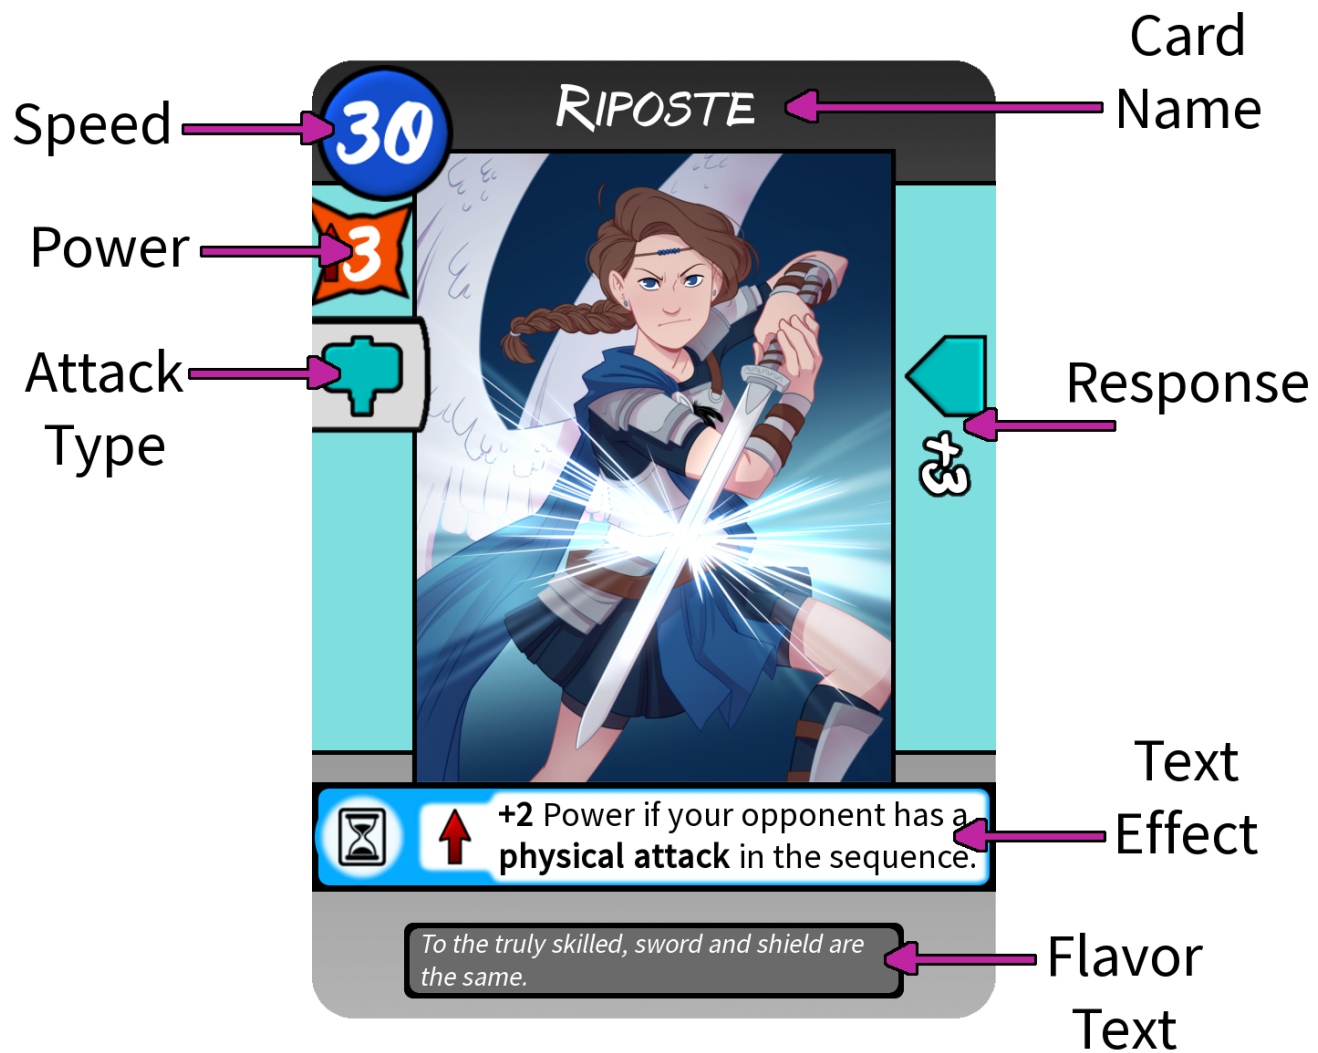 Card
Name
Speed
30
RIPOSTE
Power
3
Attack
Type
Response
+3
Text
Effect
+2 Power if your opponent has a
physical attack in the sequence.
To the truly skilled, sword and shield are
the same.
Flavor
Text